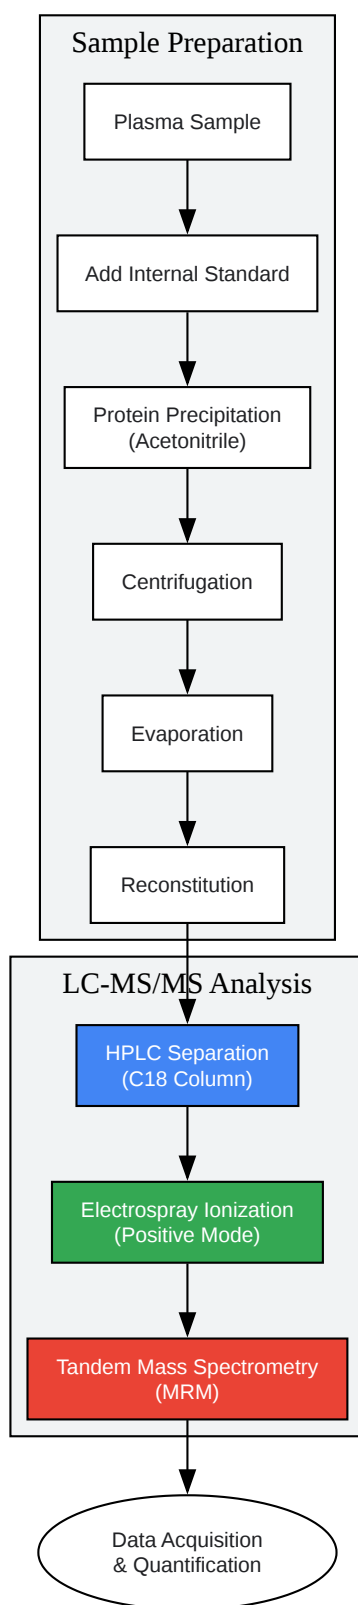 Sample Preparation
Plasma Sample
Add Internal Standard
Protein Precipitation
(Acetonitrile)
Centrifugation
Evaporation
Reconstitution
LC-MS/MS Analysis
HPLC Separation
(C18 Column)
Electrospray Ionization
(Positive Mode)
Tandem Mass Spectrometry
(MRM)
Data Acquisition
& Quantification